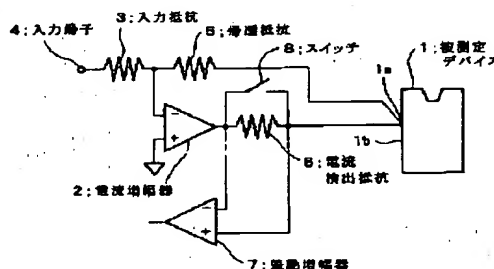 3:入力抵抗
5:帰還抵抗
4:入力端子
8:スイッチ
1:被測定
デバイス
1a
1b
−
+
2:電流増幅器
6:電流
検出抵抗
−
+
7:差動増幅器